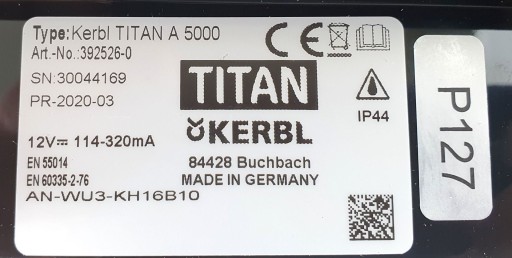 Type:Kerbl TITAN A 5000
Art.-No.:392526-0
SN:30044169
PR-2020-03
12V⎓ 114-320mA
EN 55014
EN 60335-2-76
AN-WU3-KH16B10
CE
TITAN
KERBL
84428 Buchbach
MADE IN GERMANY
IP44
P127